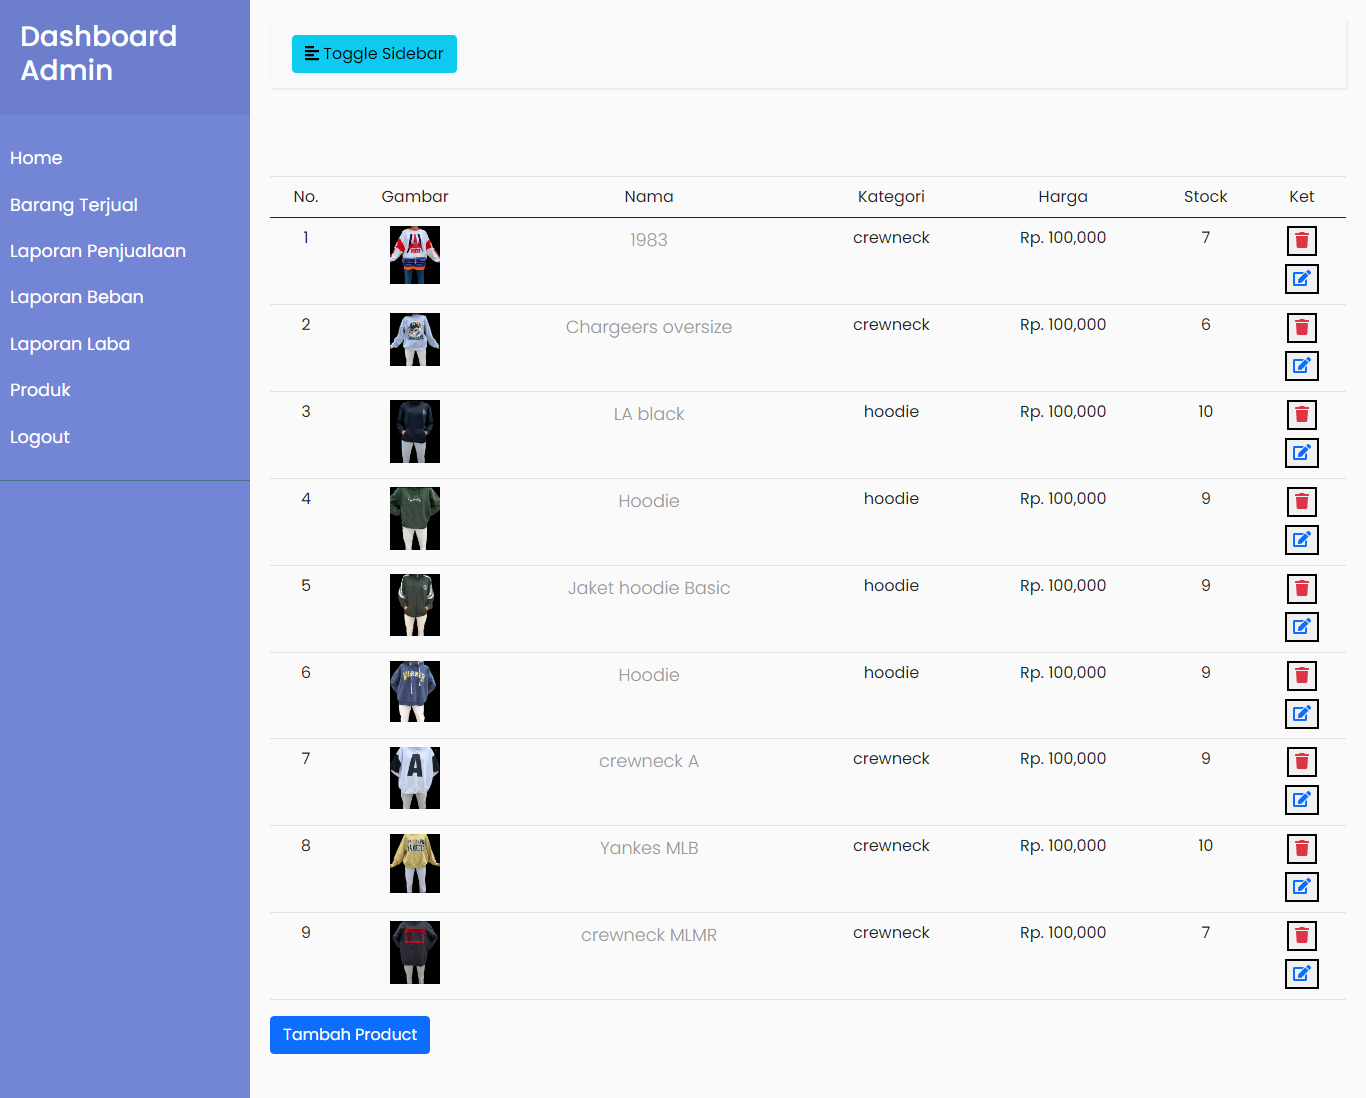 Dashboard
Admin
Toggle Sidebar
Home
Barang Terjual
Laporan Penjualaan
Laporan Beban
Laporan Laba
Produk
Logout
No. Gambar Nama Kategori Harga Stock Ket
1 1983 crewneck Rp. 100,000 7
2 Chargeers oversize crewneck Rp. 100,000 6
3 LA black hoodie Rp. 100,000 10
4 Hoodie hoodie Rp. 100,000 9
5 Jaket hoodie Basic hoodie Rp. 100,000 9
6 Hoodie hoodie Rp. 100,000 9
7 A crewneck A crewneck Rp. 100,000 9
8 Yankes MLB crewneck Rp. 100,000 10
9 crewneck MLMR crewneck Rp. 100,000 7
Tambah Product